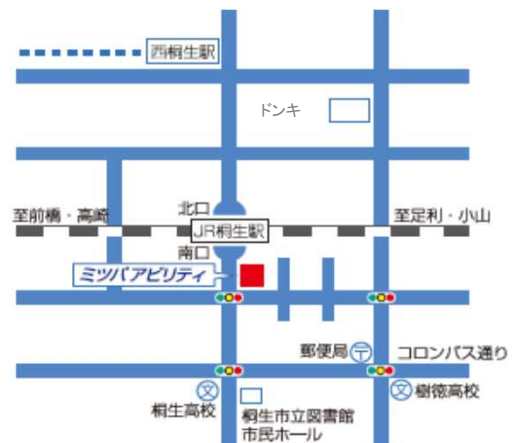 西桐生駅
ドンキ
北口
至前橋・高崎
至足利・小山
JR桐生駅
南口
ミツバアビリティ
郵便局
〒
コロンバス通り
文
桐生高校
文
樹徳高校
桐生市立図書館
市民ホール